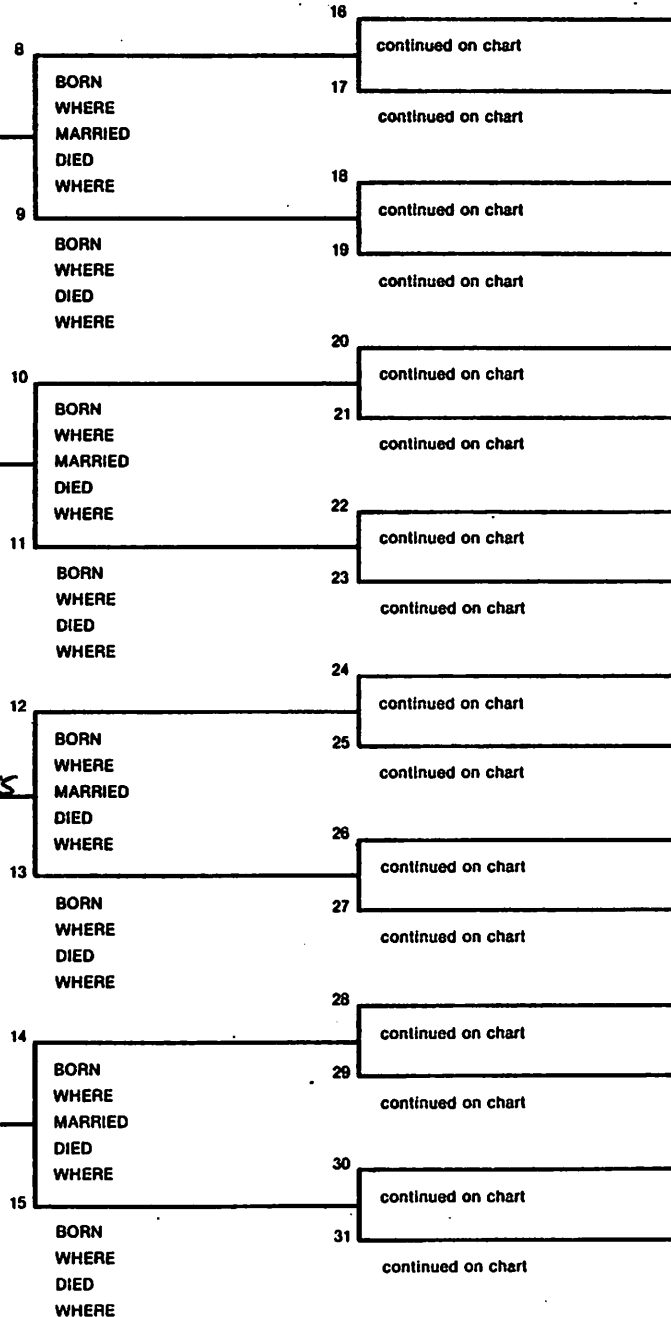 16
continued on chart
8
17
BORN
continued on chart
WHERE
MARRIED
DIED
18
WHERE
continued on chart
9
BORN
19
WHERE
continued on chart
DIED
WHERE
20
10
continued on chart
BORN
21
WHERE
continued on chart
MARRIED
DIED
22
WHERE
continued on chart
11
BORN
23
WHERE
continued on chart
DIED
WHERE
24
12
continued on chart
BORN
25
WHERE
continued on chart
MARRIED
DIED
26
WHERE
continued on chart
13
BORN
27
WHERE
continued on chart
DIED
WHERE
28
14
continued on chart
BORN
29
WHERE
continued on chart
MARRIED
DIED
30
WHERE
continued on chart
15
BORN
31
WHERE
continued on chart
DIED
WHERE